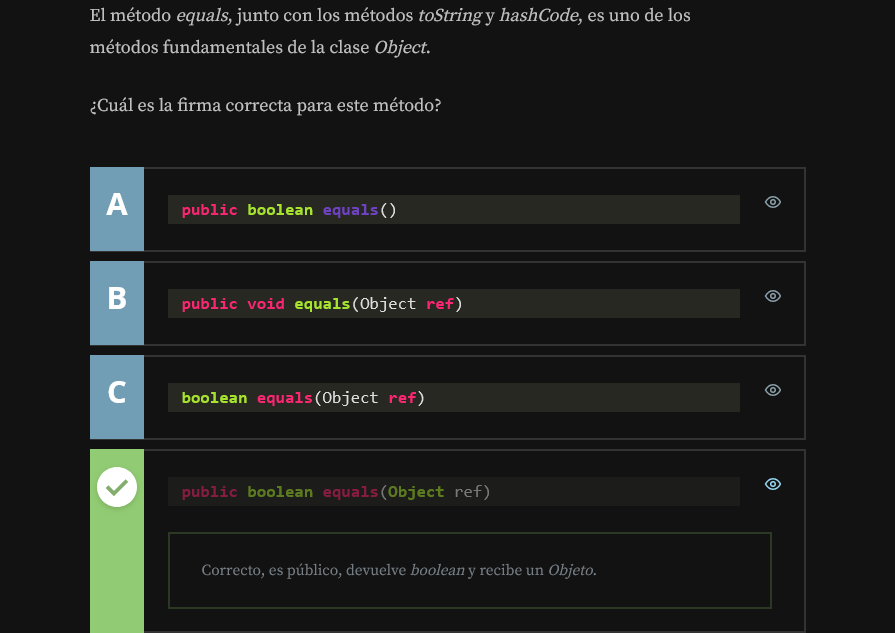 El método equals, junto con los métodos toString y hashCode, es uno de los
métodos fundamentales de la clase Object.
¿Cuál es la firma correcta para este método?
A
public boolean equals()
B
public void equals(Object ref)
C
boolean equals(Object ref)
public boolean equals(Object ref)
Correcto, es público, devuelve boolean y recibe un Objeto.